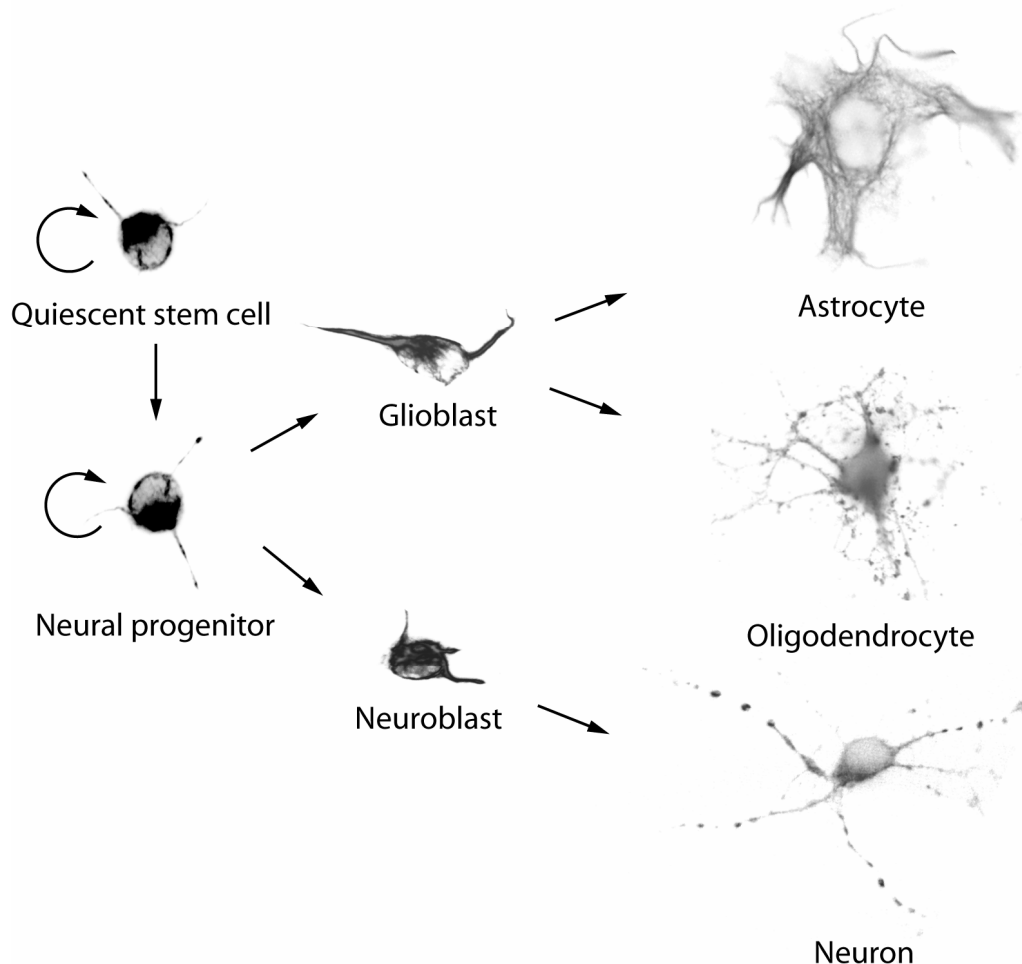 Quiescent stem cell
Astrocyte
Glioblast
Neural progenitor
Oligodendrocyte
Neuroblast
Neuron